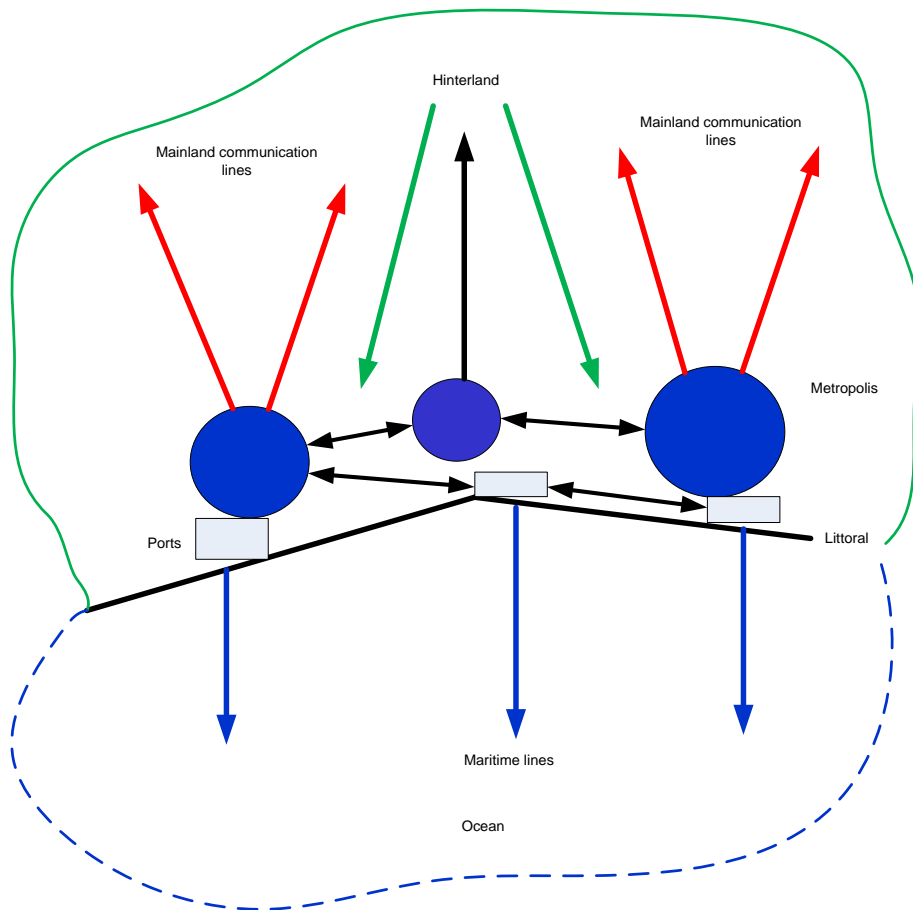 Hinterland
Mainland communication
lines
Mainland communication
lines
Metropolis
Ports
Littoral
Maritime lines
Ocean